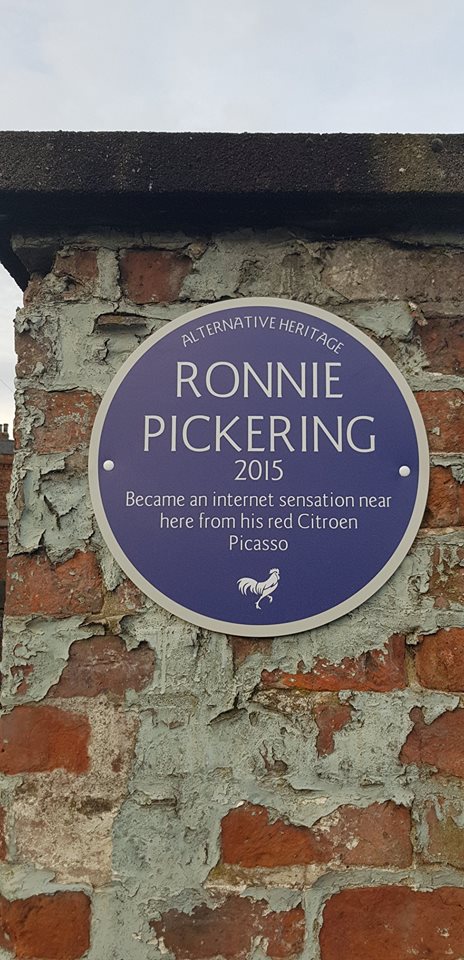 ALTERNATIVE HERITAGE
RONNIE
PICKERING
2015
Became an internet sensation near
here from his red Citroen
Picasso